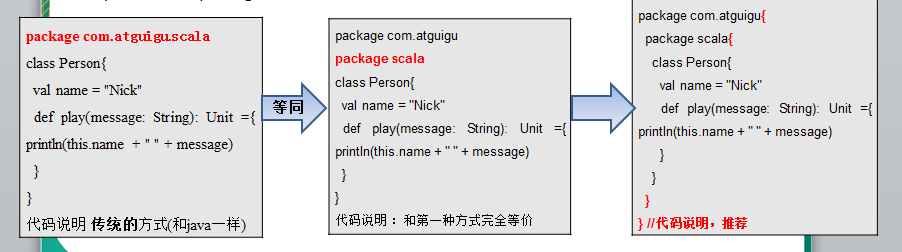 package com.atguigu.scala
class Person{
val name = "Nick"
def play(message: String): Unit ={
println(this.name + " " + message)
}
}
代码说明 传统的方式(和java一样)
等同
package com.atguigu
package scala
class Person{
val name = "Nick"
def play(message: String): Unit ={
println(this.name + " " + message)
}
}
代码说明：和第一种方式完全等价
package com.atguigu{
package scala{
class Person{
val name = "Nick"
def play(message: String): Unit ={
println(this.name + " " + message)
}
}
}
} //代码说明，推荐